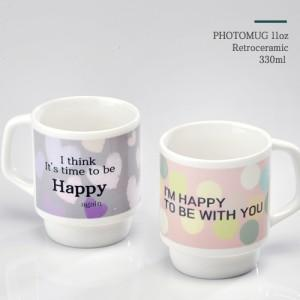 PHOTOMUG 11oz
Retroceramic
330ml
I think
It's time to be
Happy
again
I'M HAPPY
TO BE WITH YOU